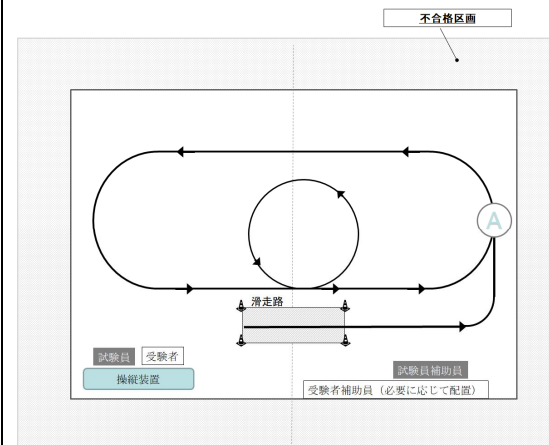 不合格区画
A
滑走路
試験員 受験者
操縦装置
試験員補助員
受験者補助員（必要に応じて配置）